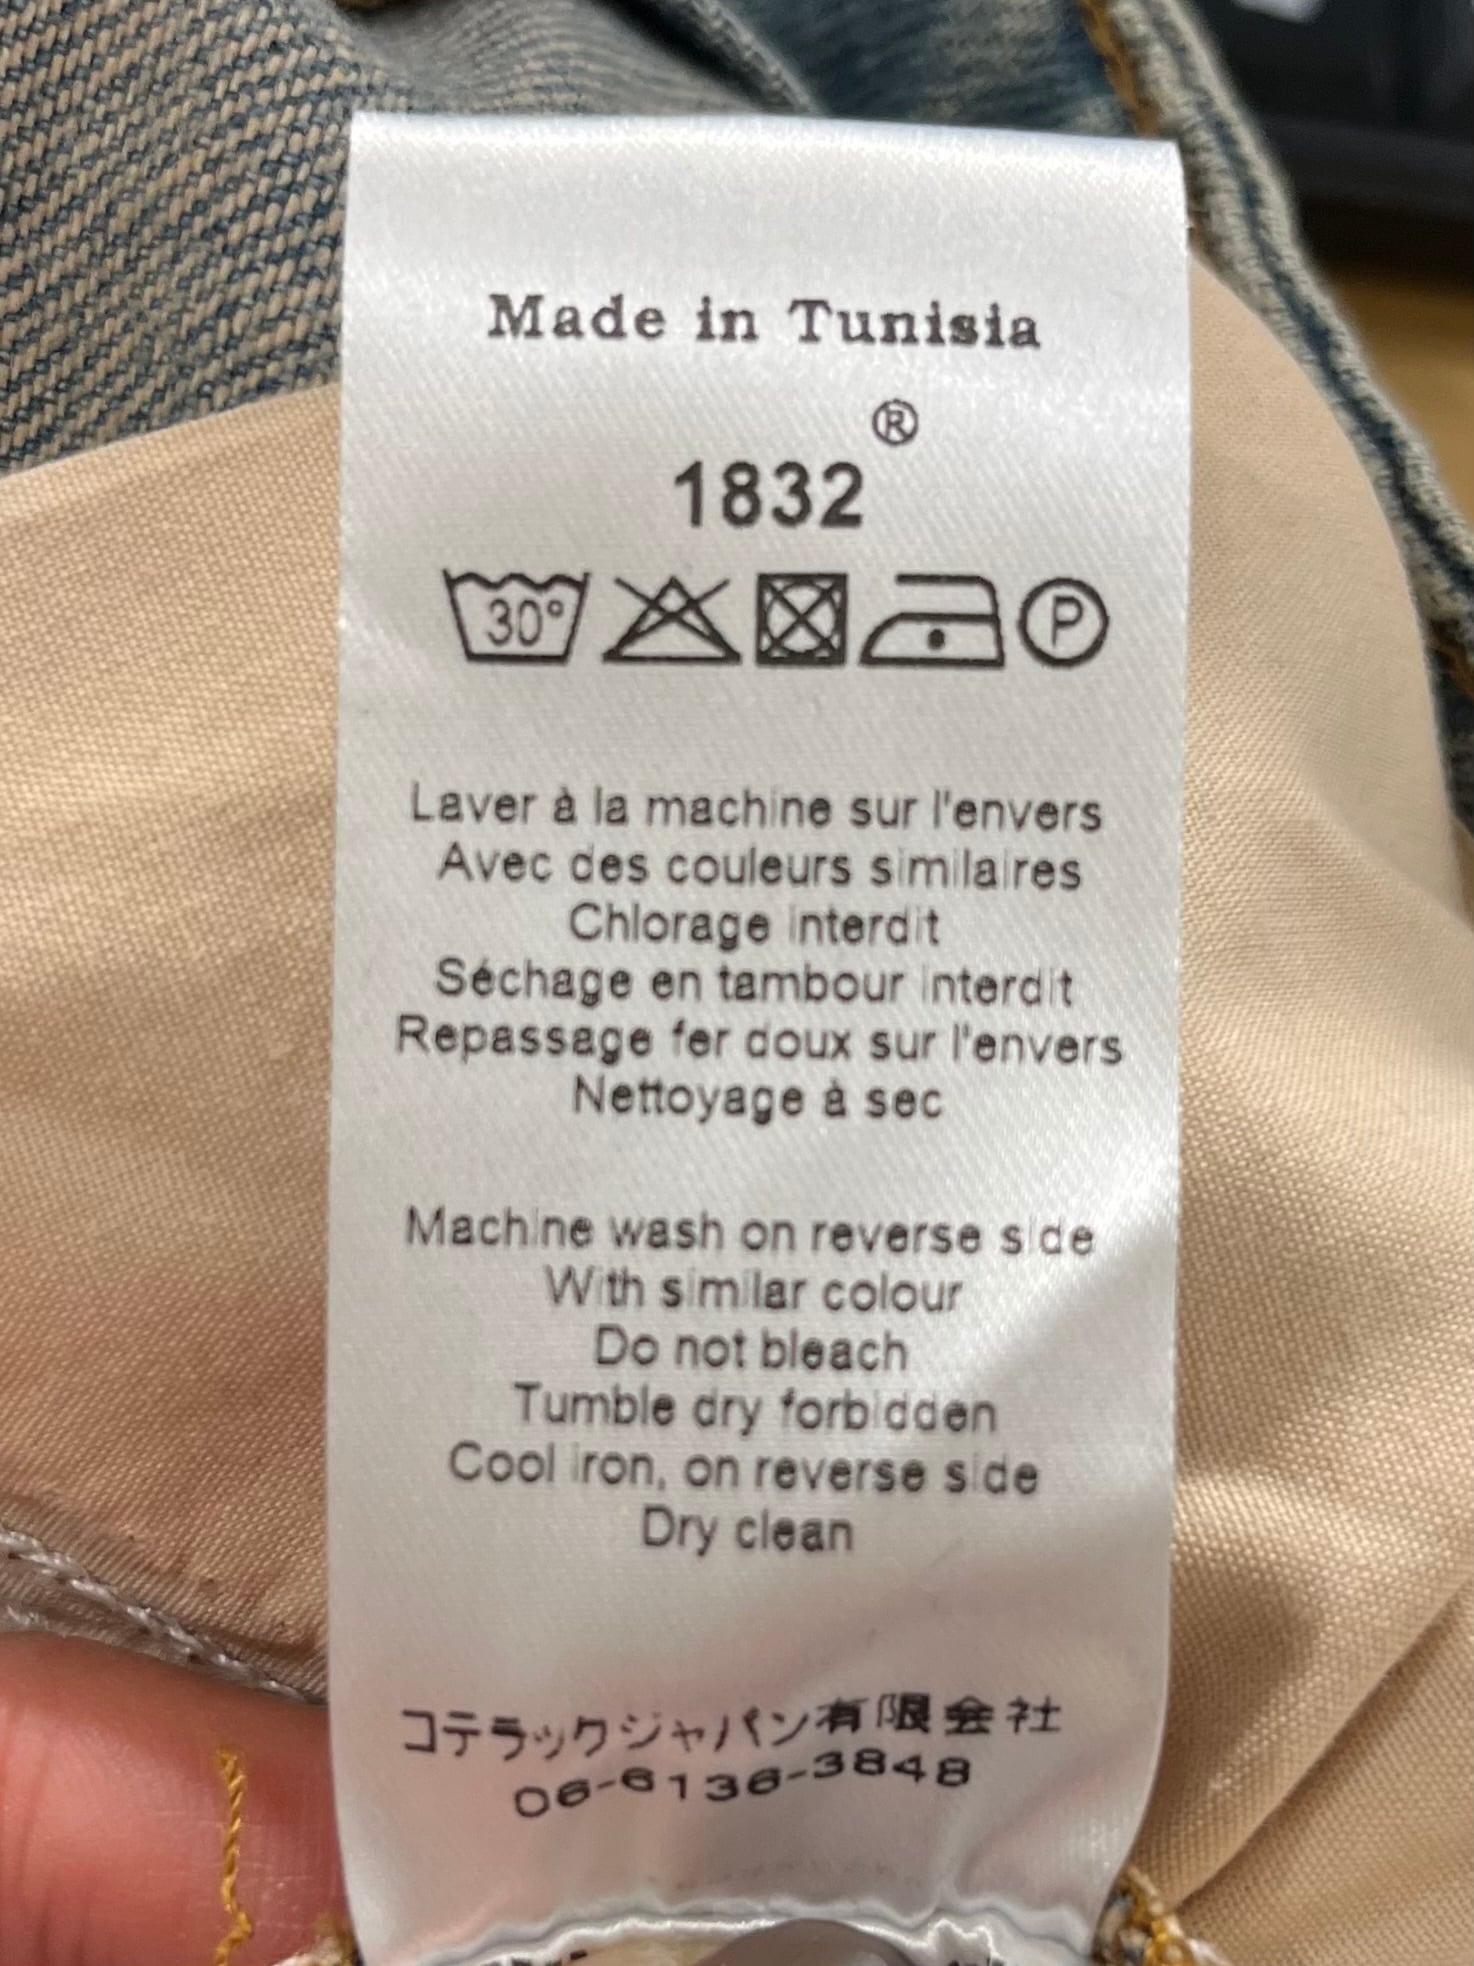 Made in Tunisia
®
1832
30°
P
Laver à la machine sur l'envers
Avec des couleurs similaires
Chlorage interdit
Séchage en tambour interdit
Repassage fer doux sur l'envers
Nettoyage à sec
Machine wash on reverse side
With similar colour
Do not bleach
Tumble dry forbidden
Cool iron, on reverse side
Dry clean
コテラックジャパン有限会社
06-6136-3848